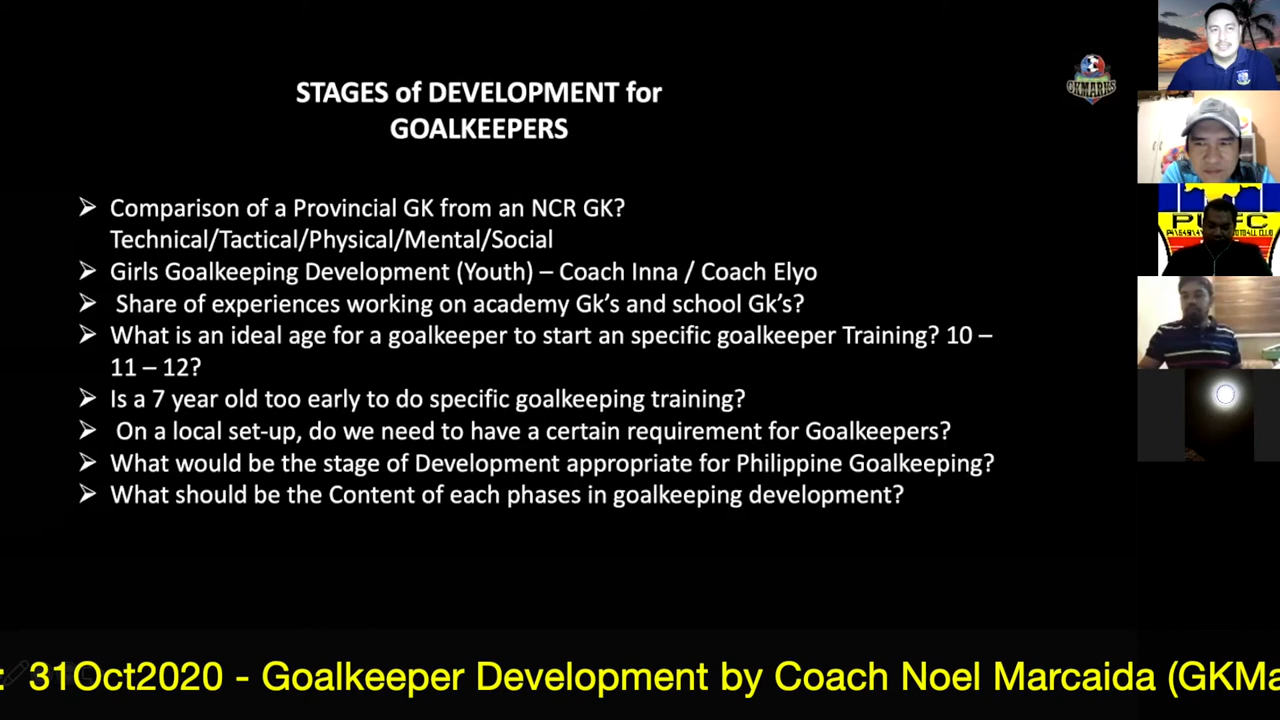 STAGES of DEVELOPMENT for
GOALKEEPERS
GKMARKS
➢ Comparison of a Provincial GK from an NCR GK?
Technical/Tactical/Physical/Mental/Social
➢ Girls Goalkeeping Development (Youth) – Coach Inna / Coach Elyo
➢ Share of experiences working on academy Gk’s and school Gk’s?
➢ What is an ideal age for a goalkeeper to start an specific goalkeeper Training? 10 –
11 – 12?
➢ Is a 7 year old too early to do specific goalkeeping training?
➢ On a local set-up, do we need to have a certain requirement for Goalkeepers?
➢ What would be the stage of Development appropriate for Philippine Goalkeeping?
➢ What should be the Content of each phases in goalkeeping development?
: 31Oct2020 - Goalkeeper Development by Coach Noel Marcaida (GKMa